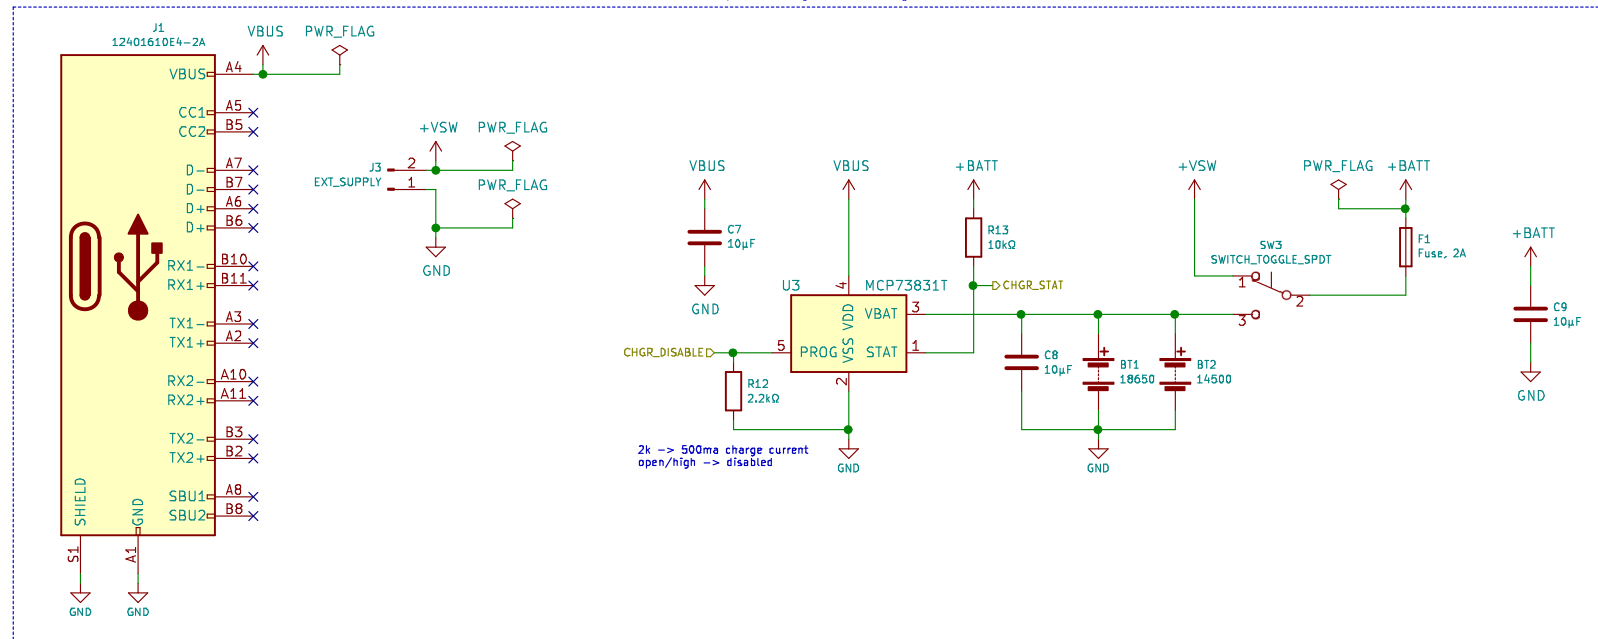 J1
12401610E4-2A
VBUS
A4
CC1
A5
CC2
B5
D-
A7
D-
B7
D+
A6
D+
B6
RX1-
B10
RX1+
B11
TX1-
A3
TX1+
A2
RX2-
A10
RX2+
A11
TX2-
B3
TX2+
B2
SBU1
A8
SBU2
B8
SHIELD
GND
S1
A1
GND
GND
VBUS
PWR_FLAG
+VSW
PWR_FLAG
J3
EXT_SUPPLY
2
1
PWR_FLAG
GND
VBUS
C7
10µF
GND
VBUS
+BATT
R13
10kΩ
CHGR_STAT
U3
MCP73831T
4
VDD
VBAT
3
CHGR_DISABLE
5
PROG
VSS
STAT
1
2
R12
2.2kΩ
GND
2k -> 500ma charge current
open/high -> disabled
C8
10µF
BT1
18650
BT2
14500
GND
+VSW
PWR_FLAG
+BATT
SW3
SWITCH_TOGGLE_SPDT
1
2
3
F1
Fuse, 2A
+BATT
C9
10µF
GND